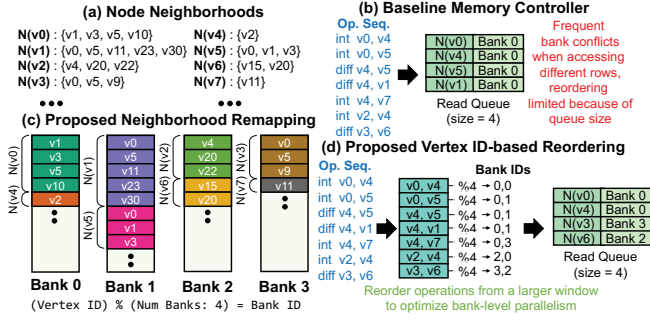 (a) Node Neighborhoods
N(v0) : {v1, v3, v5, v10}
N(v1) : {v0, v5, v11, v23, v30}
N(v2) : {v4, v20, v22}
N(v3) : {v0, v5, v9}
N(v4) : {v2}
N(v5) : {v0, v1, v3}
N(v6) : {v15, v20}
N(v7) : {v11}
•••
•••
(b) Baseline Memory Controller
Op. Seq.
int v0, v4
int v0, v5
diff v4, v5
diff v4, v1
int v4, v7
int v2, v4
diff v3, v6
N(v0) Bank 0
N(v4) Bank 0
N(v5) Bank 0
N(v1) Bank 0
Read Queue
(size = 4)
Frequent
bank conflicts
when accessing
different rows,
reordering
limited because of
queue size
(c) Proposed Neighborhood Remapping
N(v0)
v1
v3
v5
v10
N(v4)
v2
Bank 0
N(v1)
v0
v5
v11
v23
v30
N(v5)
v0
v1
v3
Bank 1
N(v2)
v4
v20
v22
N(v6)
v15
v20
Bank 2
N(v3)
v0
v5
v9
N(v7)
v11
Bank 3
(Vertex ID) % (Num Banks: 4) = Bank ID
(d) Proposed Vertex ID-based Reordering
Op. Seq.
int v0, v4
int v0, v5
diff v4, v5
diff v4, v1
int v4, v7
int v2, v4
diff v3, v6
Bank IDs
v0, v4 %4 → 0,0
v0, v5 %4 → 0,1
v4, v5 %4 → 0,1
v4, v1 %4 → 0,1
v4, v7 %4 → 0,3
v2, v4 %4 → 2,0
v3, v6 %4 → 3,2
N(v0) Bank 0
N(v4) Bank 0
N(v3) Bank 3
N(v6) Bank 2
Read Queue
(size = 4)
Reorder operations from a larger window
to optimize bank-level parallelism